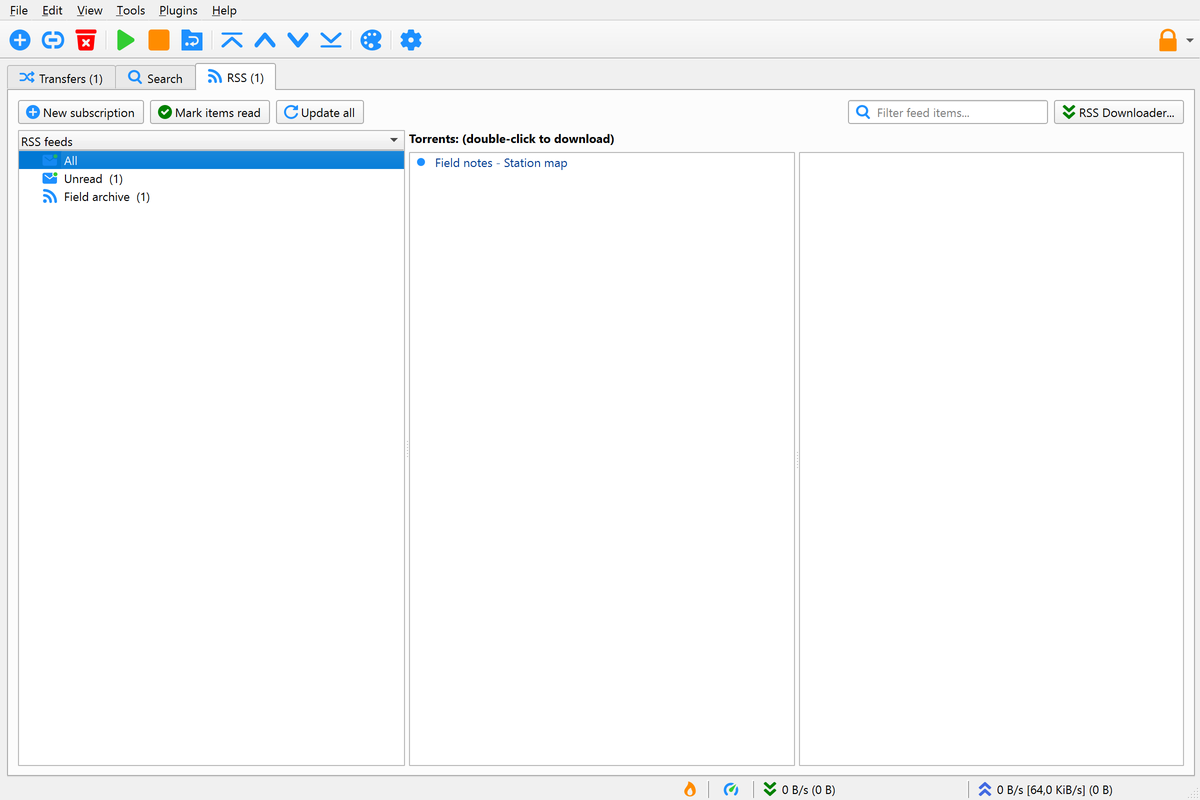 File Edit View Tools Plugins Help
Transfers (1) Search RSS (1)
New subscription Mark items read Update all Filter feed items... RSS Downloader...
RSS feeds
Torrents: (double-click to download)
All
Unread (1)
Field archive (1)
Field notes - Station map
0 B/s (0 B) 0 B/s [64,0 KiB/s] (0 B)